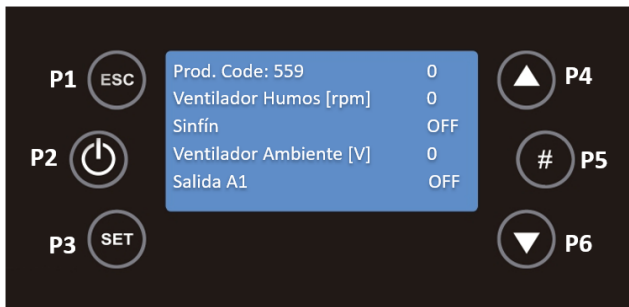 P1 ESC
P2
P3 SET
Prod. Code: 559 0
Ventilador Humos [rpm] 0
Sinfín OFF
Ventilador Ambiente [V] 0
Salida A1 OFF
P4
# P5
P6